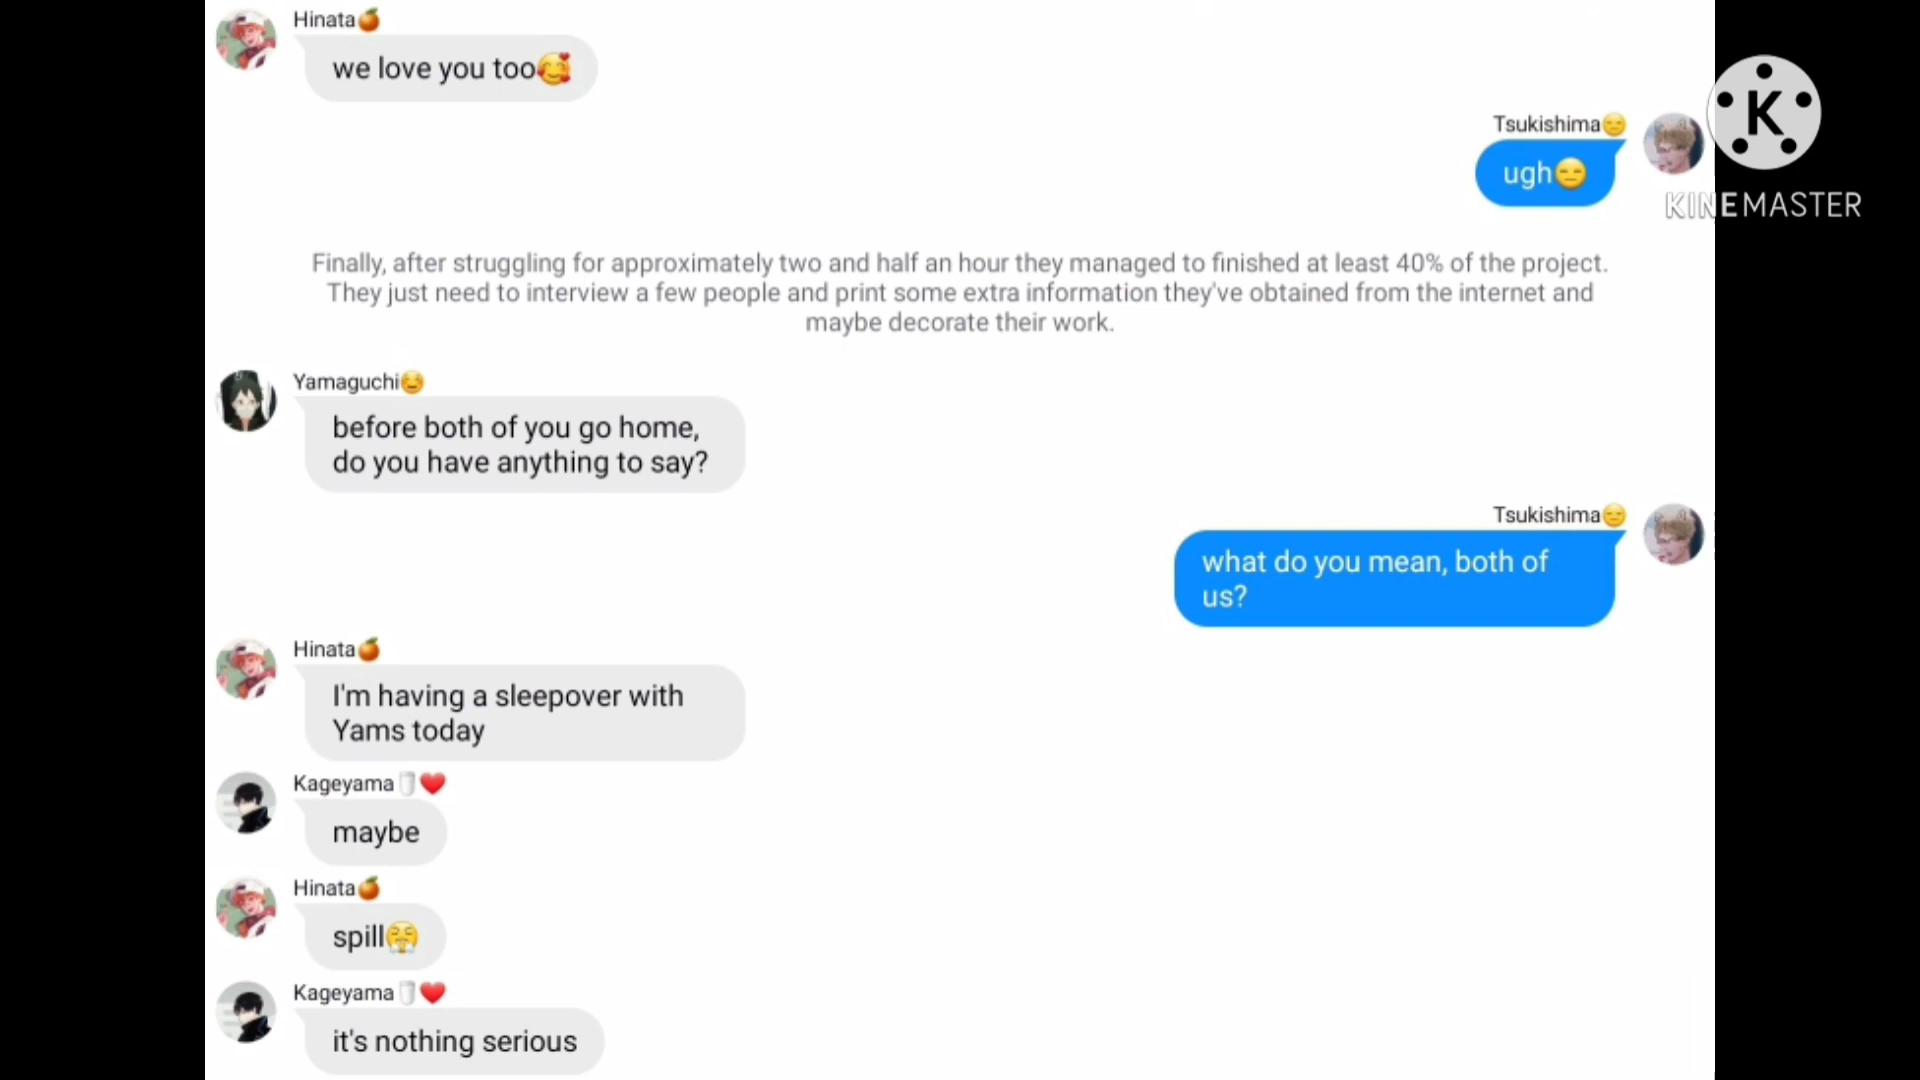 Hinata🍊
we love you too🥰
Tsukishima😑
ugh😑
K
KINEMASTER
Finally, after struggling for approximately two and half an hour they managed to finished at least 40% of the project.
They just need to interview a few people and print some extra information they've obtained from the internet and
maybe decorate their work.
Yamaguchi☺️
before both of you go home,
do you have anything to say?
Tsukishima😑
what do you mean, both of
us?
Hinata🍊
I'm having a sleepover with
Yams today
Kageyama🥛❤️
maybe
Hinata🍊
spill😤
Kageyama🥛❤️
it's nothing serious